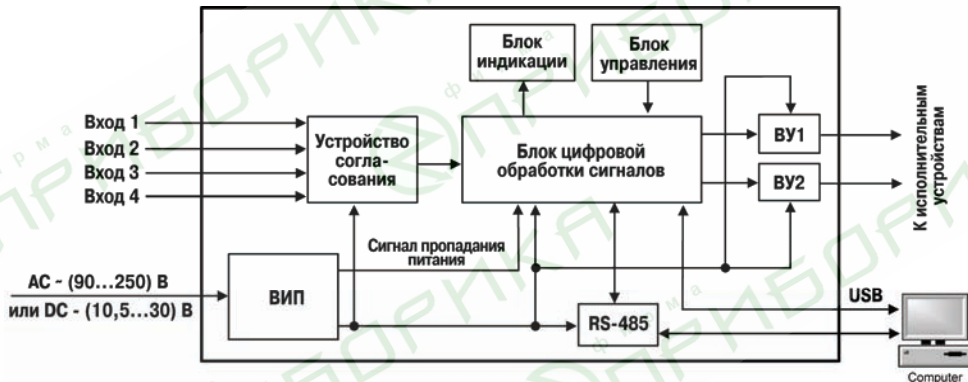 Блок
индикации
Блок
управления
Вход 1
Вход 2
Вход 3
Вход 4
Устройство
согла-
сования
Блок цифровой
обработки сигналов
ВУ1
ВУ2
К исполнительным
устройствам
Сигнал пропадания
питания
AC - (90...250) В
или DC - (10,5...30) В
ВИП
RS-485
USB
Computer
фирма
ПРИБОРИКА